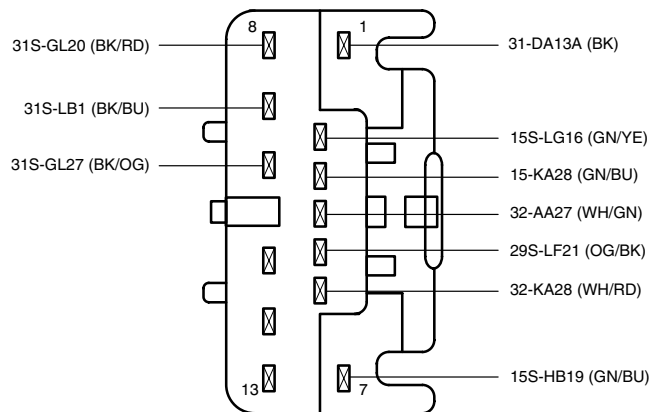 8
1
31S-GL20 (BK/RD)
31-DA13A (BK)
31S-LB1 (BK/BU)
15S-LG16 (GN/YE)
31S-GL27 (BK/OG)
15-KA28 (GN/BU)
32-AA27 (WH/GN)
29S-LF21 (OG/BK)
32-KA28 (WH/RD)
13
7
15S-HB19 (GN/BU)